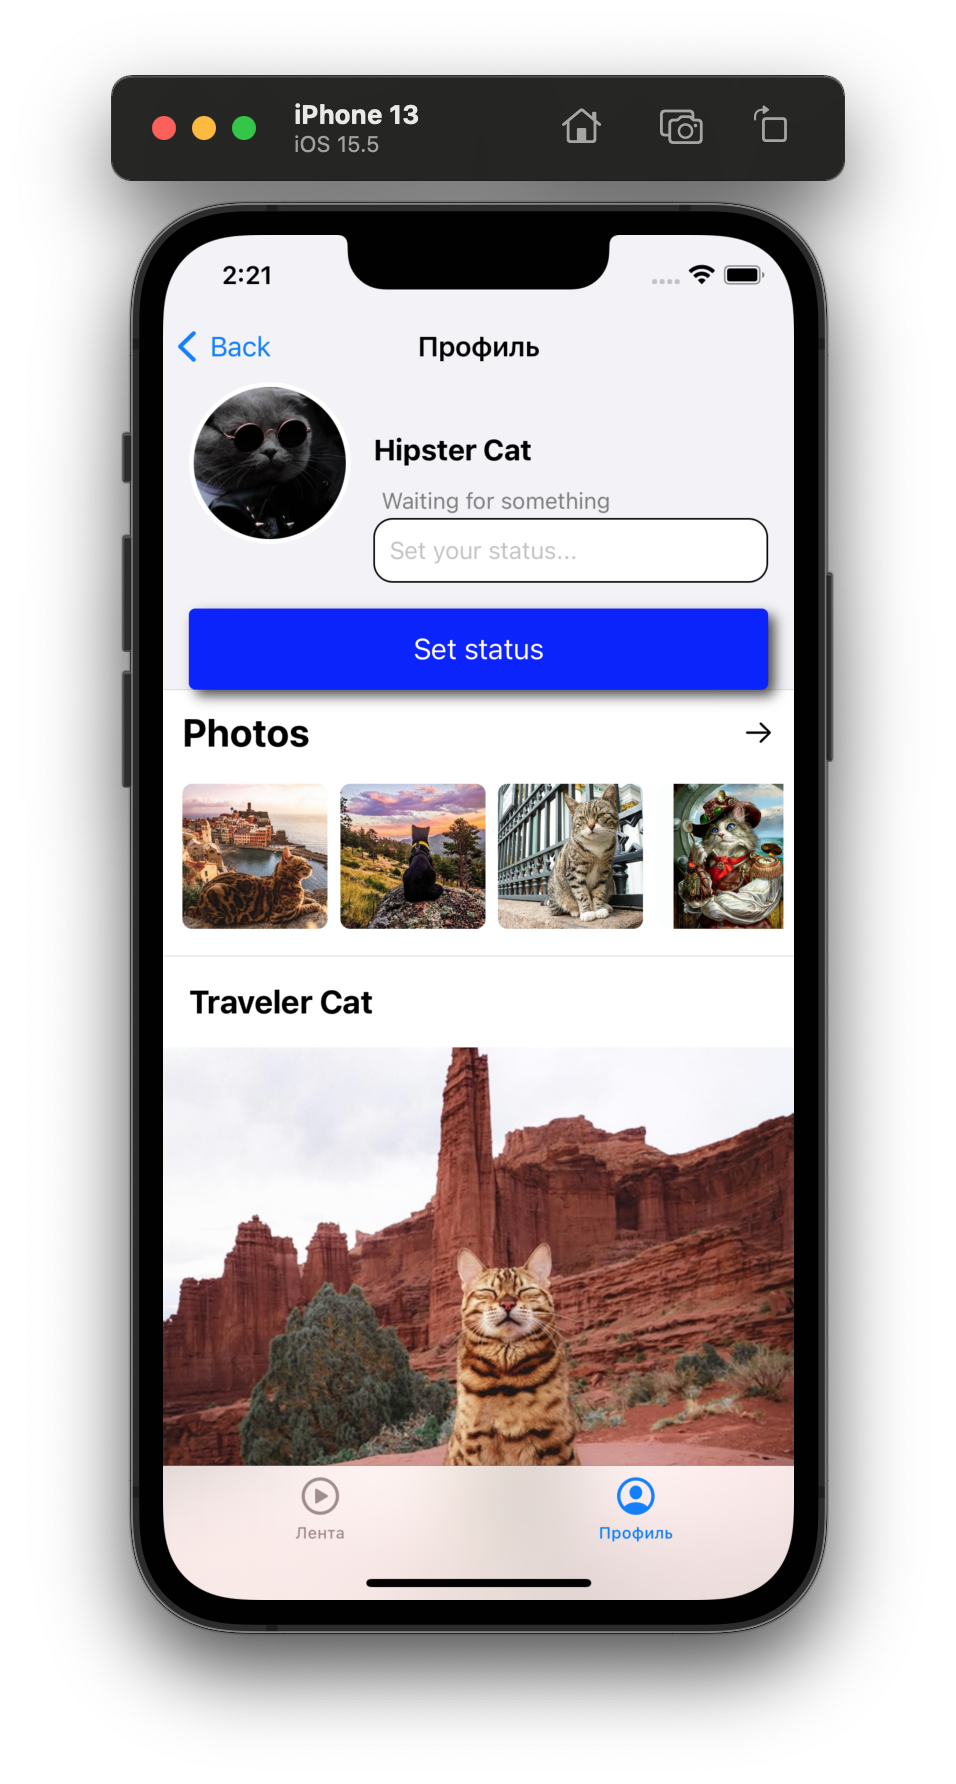 iPhone 13
iOS 15.5
2:21
Back
Профиль
Hipster Cat
Waiting for something
Set your status...
Set status
Photos
Traveler Cat
Лента
Профиль